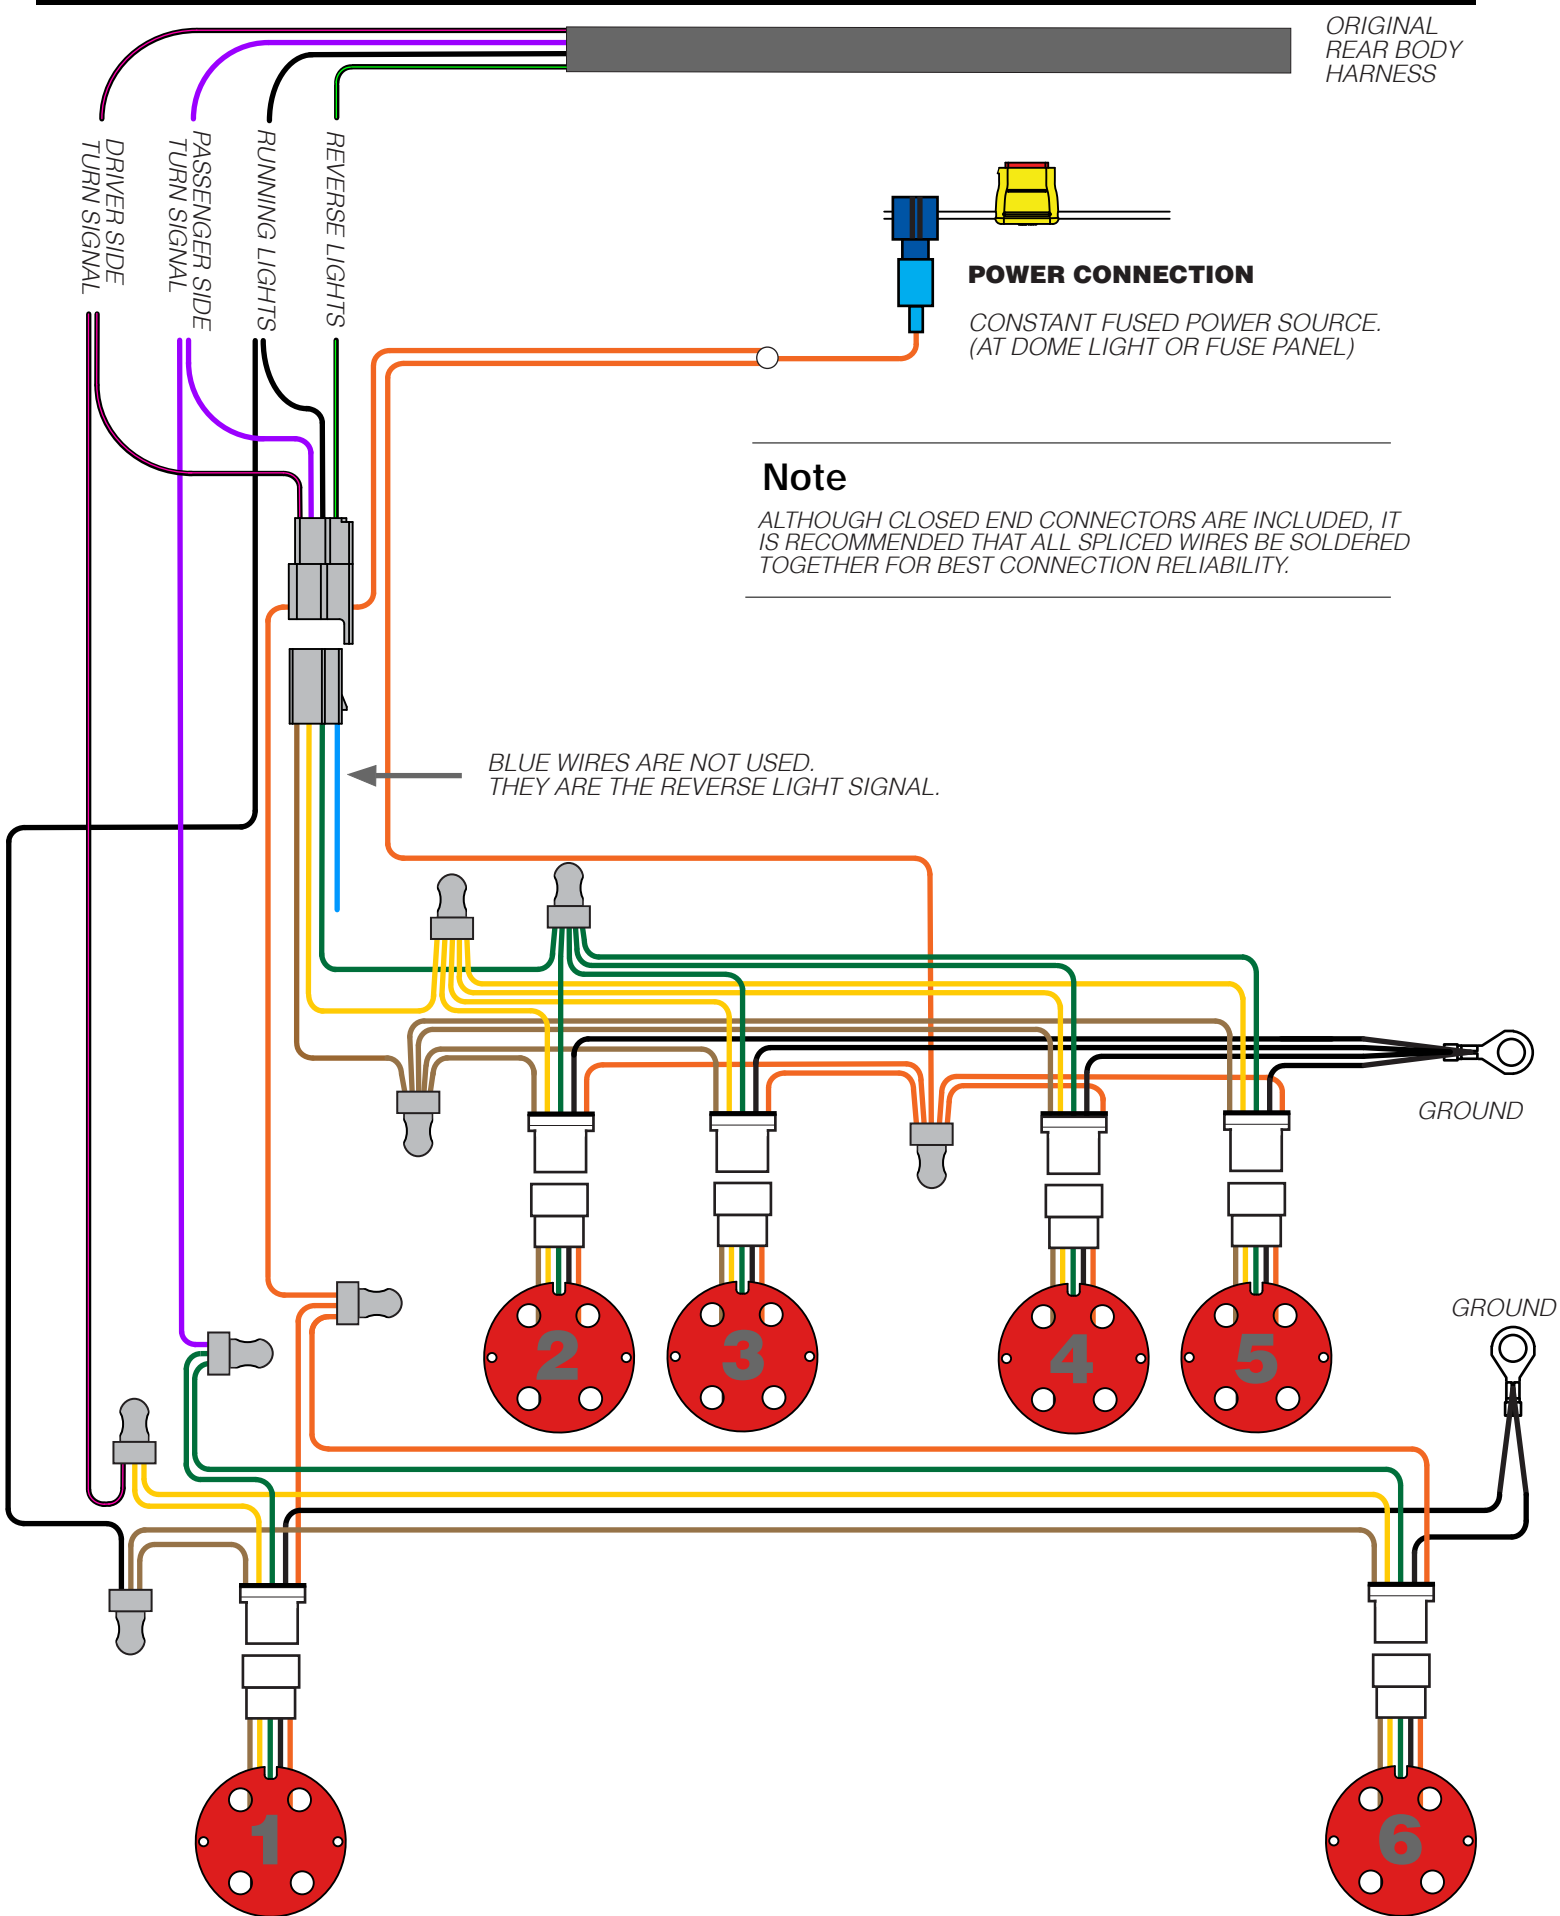 ORIGINAL
REAR BODY
HARNESS
DRIVER SIDE
TURN SIGNAL
PASSENGER SIDE
TURN SIGNAL
RUNNING LIGHTS
REVERSE LIGHTS
POWER CONNECTION
CONSTANT FUSED POWER SOURCE.
(AT DOME LIGHT OR FUSE PANEL)
Note
ALTHOUGH CLOSED END CONNECTORS ARE INCLUDED, IT
IS RECOMMENDED THAT ALL SPLICED WIRES BE SOLDERED
TOGETHER FOR BEST CONNECTION RELIABILITY.
BLUE WIRES ARE NOT USED.
THEY ARE THE REVERSE LIGHT SIGNAL.
GROUND
GROUND
2
3
4
5
1
6